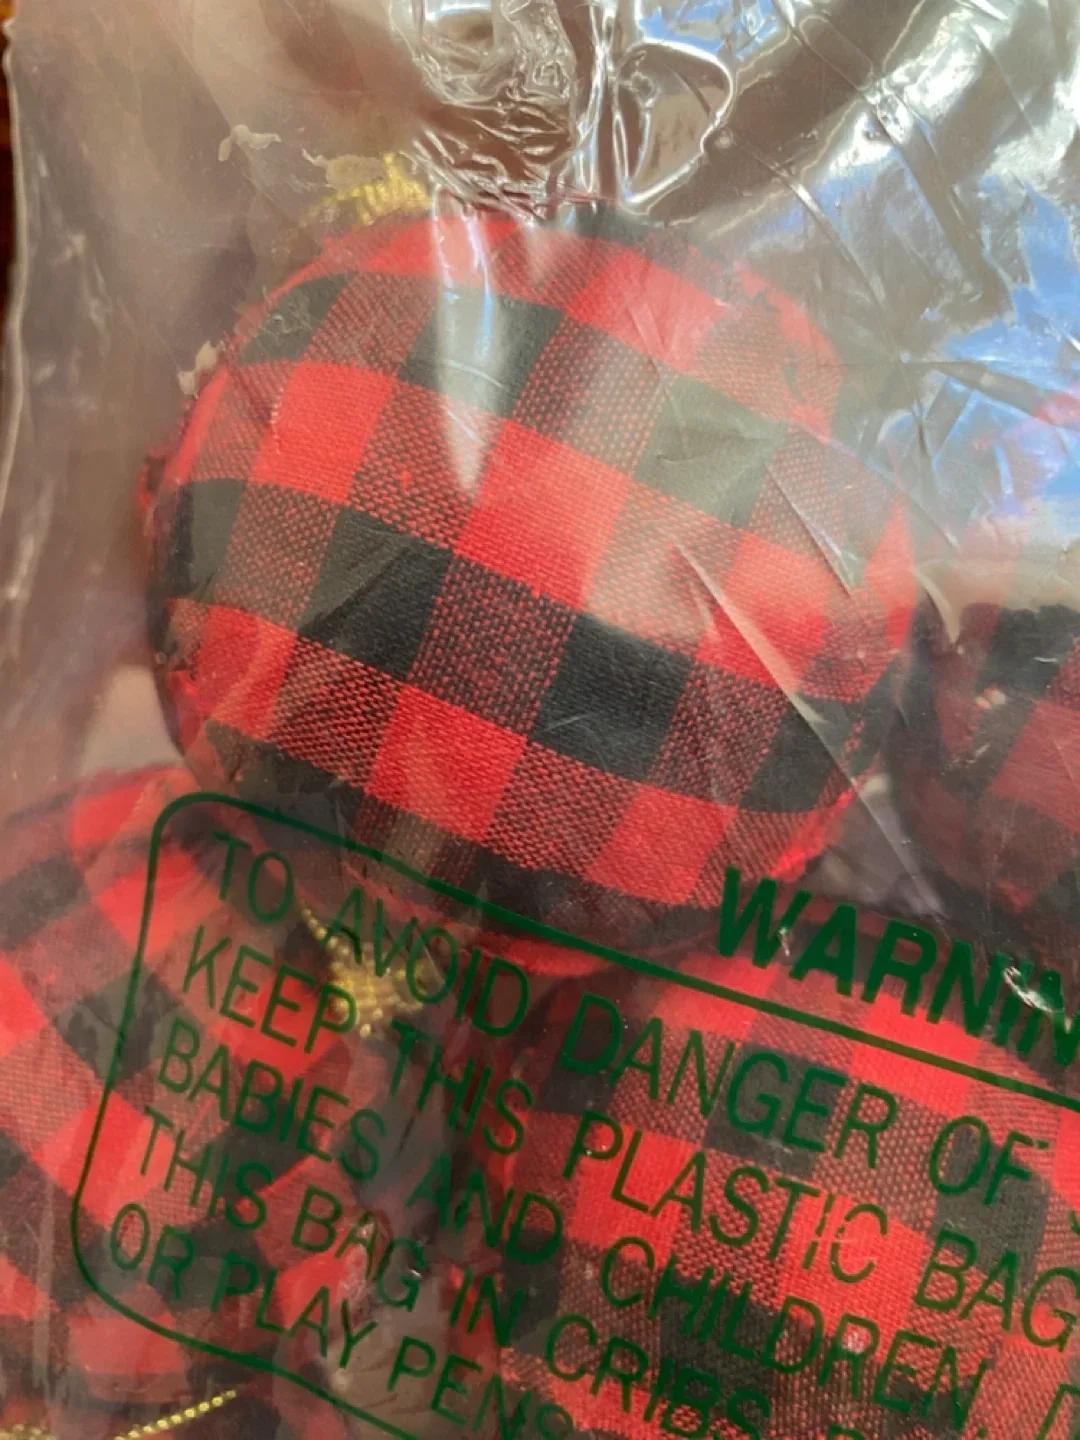 WARNIN
TO AVOID DANGER OF
KEEP THIS PLASTIC BAG
BABIES AND CHILDREN. D
THIS BAG IN CRIBS
OR PLAY PENS